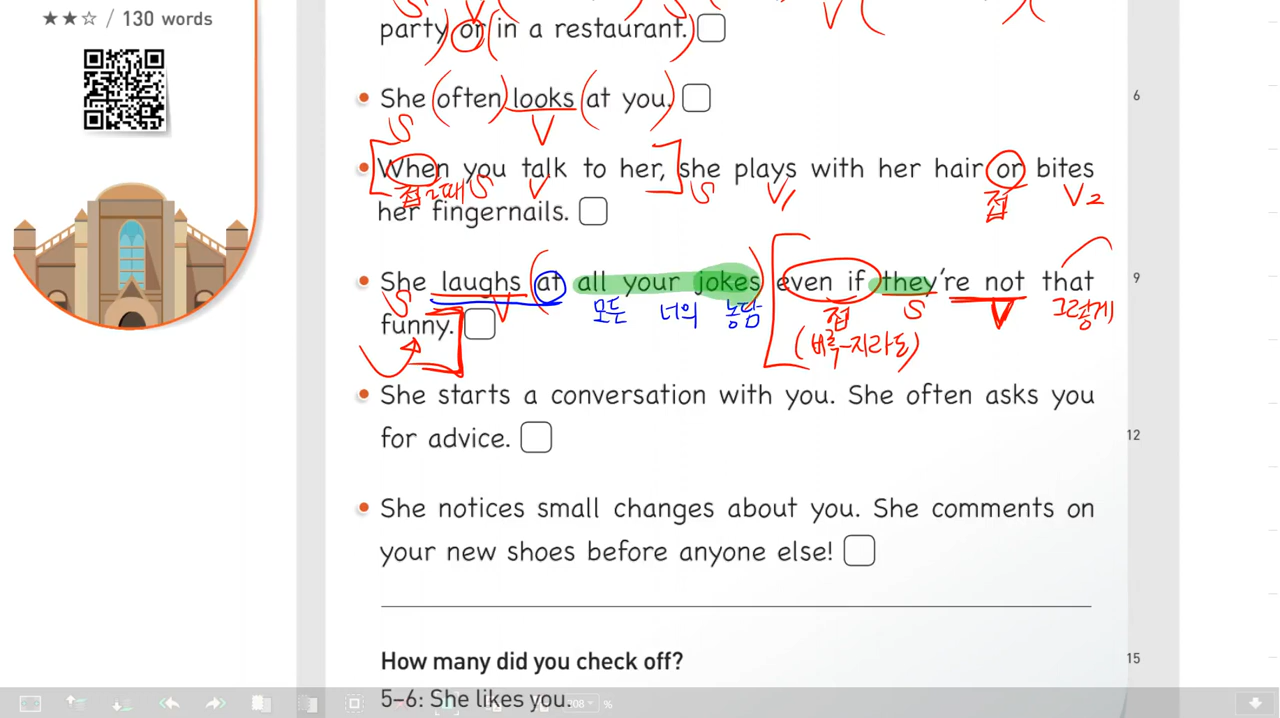 ★★☆ / 130 words
party) or (in a restaurant.)
She (often) looks (at you.)
6
S
V
[When you talk to her,] she plays with her hair or bites
접 그때 S V S V1 접 V2
her fingernails.
She laughs (at all your jokes) [even if they're not that
9
S V 모든 너의 농담 접 S V 그렇게
funny.]
(비록-지라도)
She starts a conversation with you. She often asks you
for advice.
12
She notices small changes about you. She comments on
your new shoes before anyone else!
How many did you check off?
15
5–6: She likes you.
%